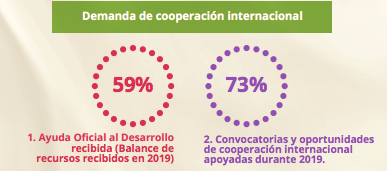 Demanda de cooperación internacional
59%
73%
1. Ayuda Oficial al Desarrollo
recibida (Balance de
recursos recibidos en 2019)
2. Convocatorias y oportunidades
de cooperación internacional
apoyadas durante 2019.